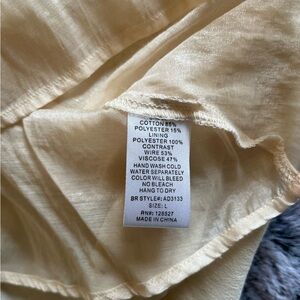 COTTON 85%
POLYESTER 15%
LINING
POLYESTER 100%
CONTRAST
WIRE 53%
VISCOSE 47%
HAND WASH COLD
WATER SEPARATELY
COLOR WILL BLEED
NO BLEACH
HANG TO DRY
BR STYLE#: AD3133
SIZE: L
RN#: 128527
MADE IN CHINA